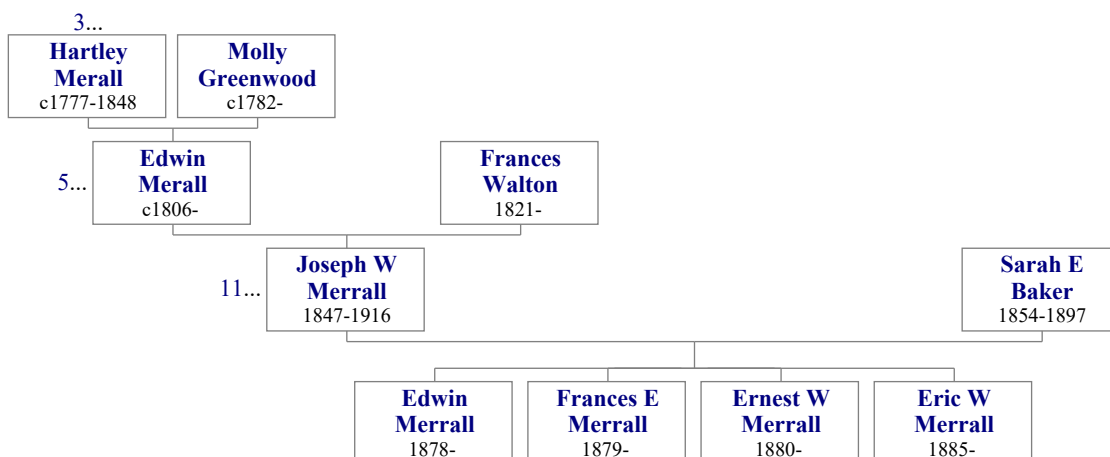 3...
Hartley
Merall
c1777-1848
Molly
Greenwood
c1782-
5...
Edwin
Merall
c1806-
Frances
Walton
1821-
11...
Joseph W
Merrall
1847-1916
Sarah E
Baker
1854-1897
Edwin
Merrall
1878-
Frances E
Merrall
1879-
Ernest W
Merrall
1880-
Eric W
Merrall
1885-